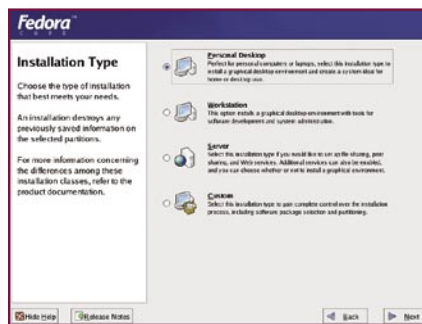 Fedora
CORE
Installation Type
Choose the type of installation
that best meets your needs.
An installation destroys any
previously saved information on
the selected partitions.
For more information concerning
the differences among these
installation classes, refer to the
product documentation.
Personal Desktop
Perfect for personal computers or laptops, select this installation type to
install a graphical desktop environment and create a system ideal for
home or desktop use.
Workstation
This option installs a graphical desktop environment with tools for
software development and system administration.
Server
Select this installation type if you would like to set up file sharing, print
sharing, and Web services. Additional services can also be enabled,
and you can choose whether or not to install a graphical environment.
Custom
Select this installation type to gain complete control over the installation
process, including software package selection and partitioning.
Hide Help
Release Notes
Back
Next